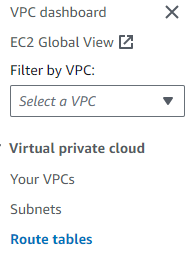 VPC dashboard
EC2 Global View
Filter by VPC:
Select a VPC
Virtual private cloud
Your VPCs
Subnets
Route tables